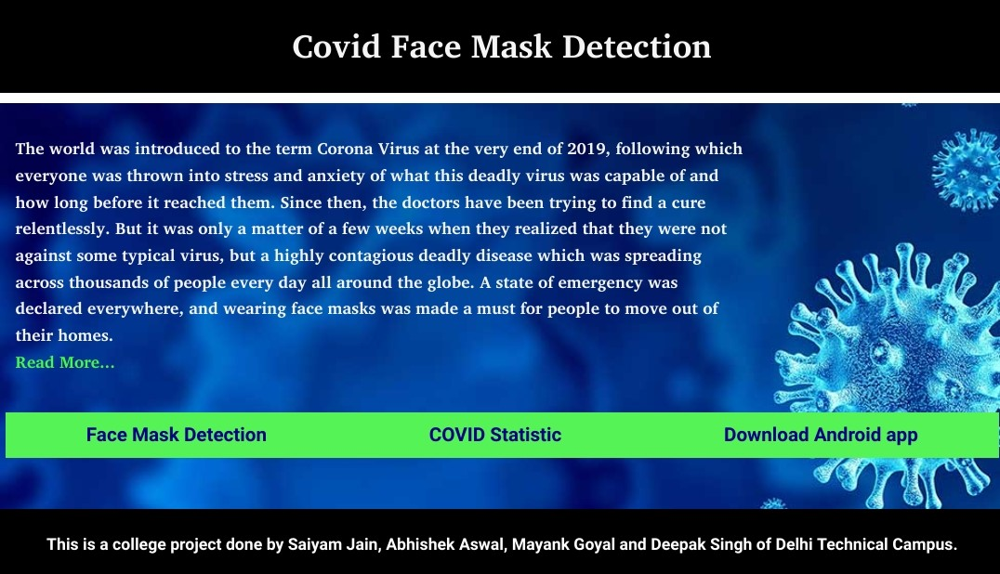 Covid Face Mask Detection
The world was introduced to the term Corona Virus at the very end of 2019, following which
everyone was thrown into stress and anxiety of what this deadly virus was capable of and
how long before it reached them. Since then, the doctors have been trying to find a cure
relentlessly. But it was only a matter of a few weeks when they realized that they were not
against some typical virus, but a highly contagious deadly disease which was spreading
across thousands of people every day all around the globe. A state of emergency was
declared everywhere, and wearing face masks was made a must for people to move out of
their homes.
Read More...
Face Mask Detection COVID Statistic Download Android app
This is a college project done by Saiyam Jain, Abhishek Aswal, Mayank Goyal and Deepak Singh of Delhi Technical Campus.